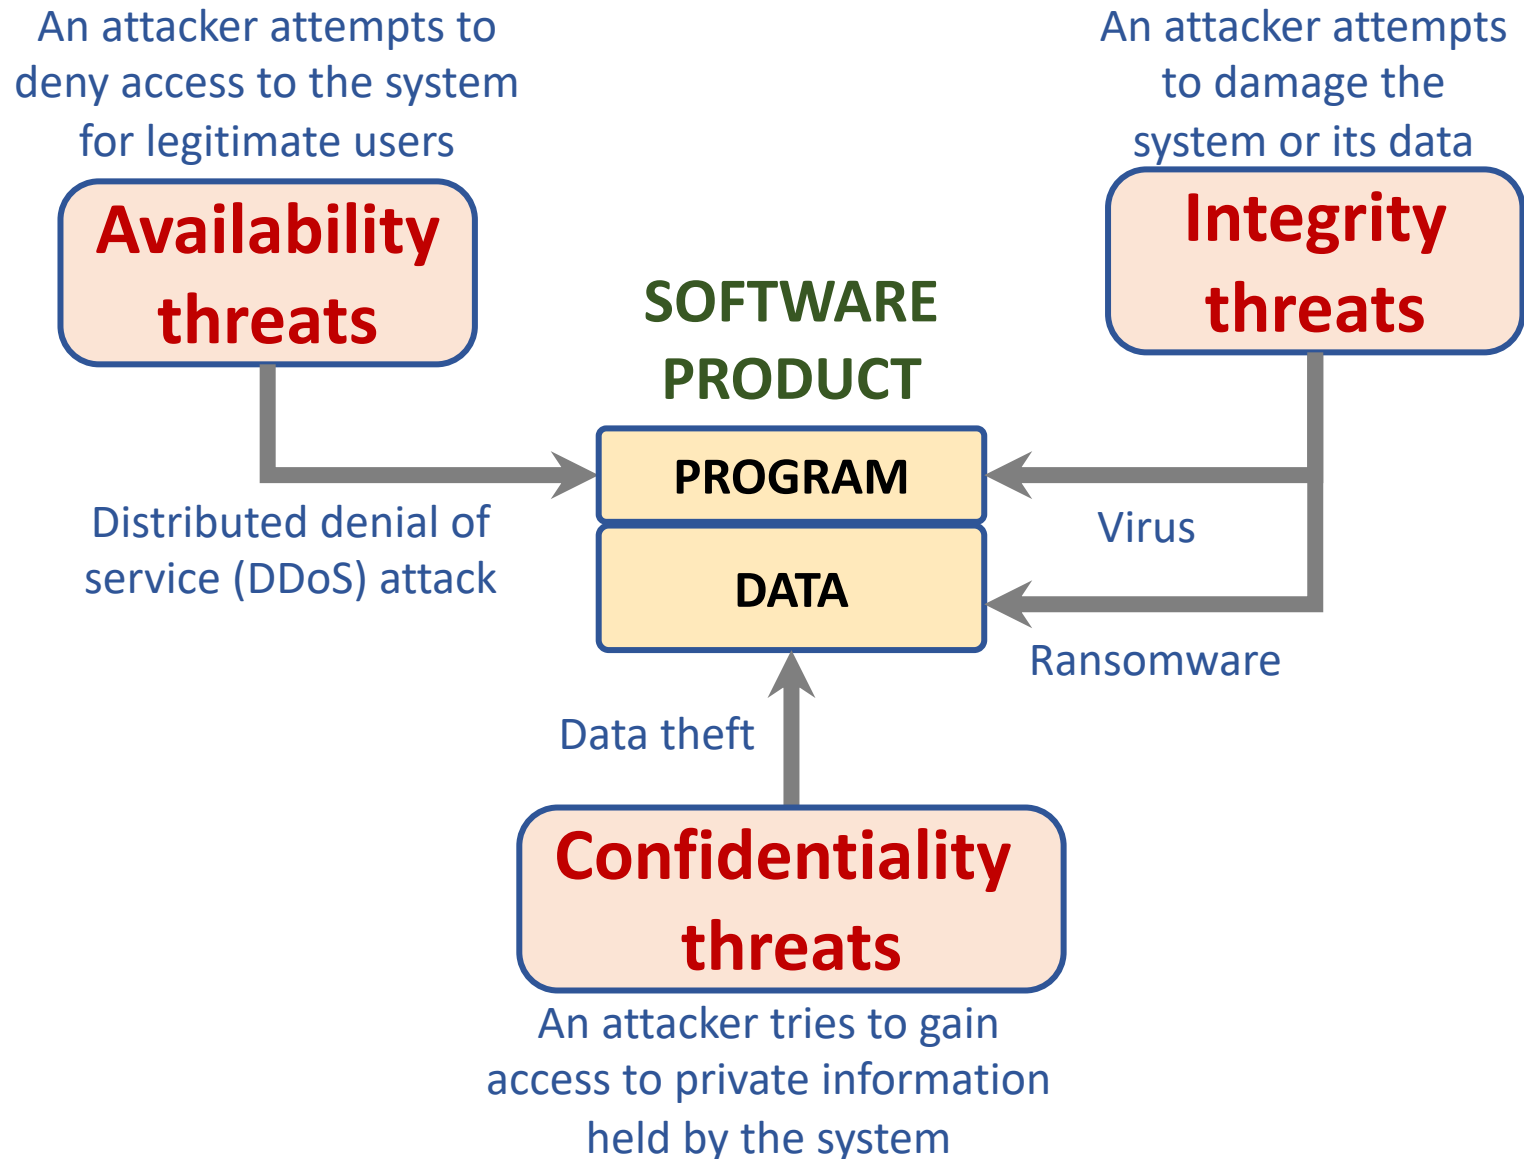 An attacker attempts to
deny access to the system
for legitimate users
Availability
threats
An attacker attempts
to damage the
system or its data
Integrity
threats
SOFTWARE
PRODUCT
PROGRAM
DATA
Distributed denial of
service (DDoS) attack
Virus
Ransomware
Data theft
Confidentiality
threats
An attacker tries to gain
access to private information
held by the system